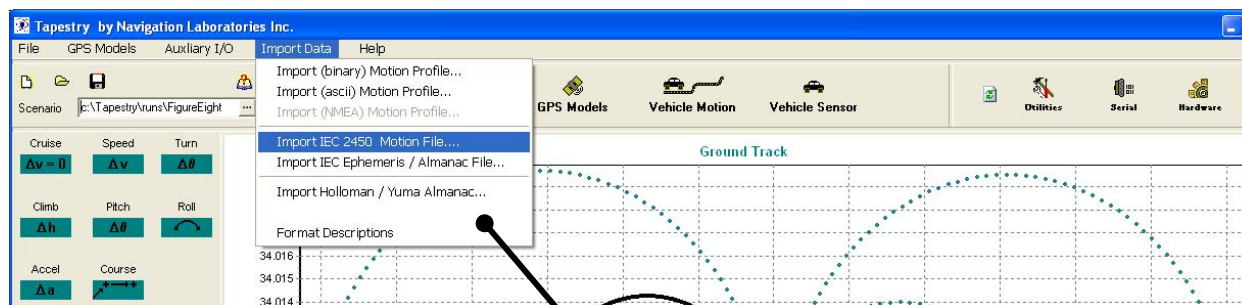 Tapestry by Navigation Laboratories Inc.
File GPS Models Auxliary I/O Import Data Help
Import (binary) Motion Profile...
Import (ascii) Motion Profile...
Import (NMEA) Motion Profile...
Import IEC 2450 Motion File....
Import IEC Ephemeris / Almanac File...
Import Holloman / Yuma Almanac...
Format Descriptions
Scenario c:\Tapestry\runs\FigureEight ...
GPS Models Vehicle Motion Vehicle Sensor Utilities Serial Hardware
Cruise Speed Turn
Δv = 0 Δv Δθ
Climb Pitch Roll
Δh Δθ
Accel Course
Δa
Ground Track
34.016
34.015
34.014